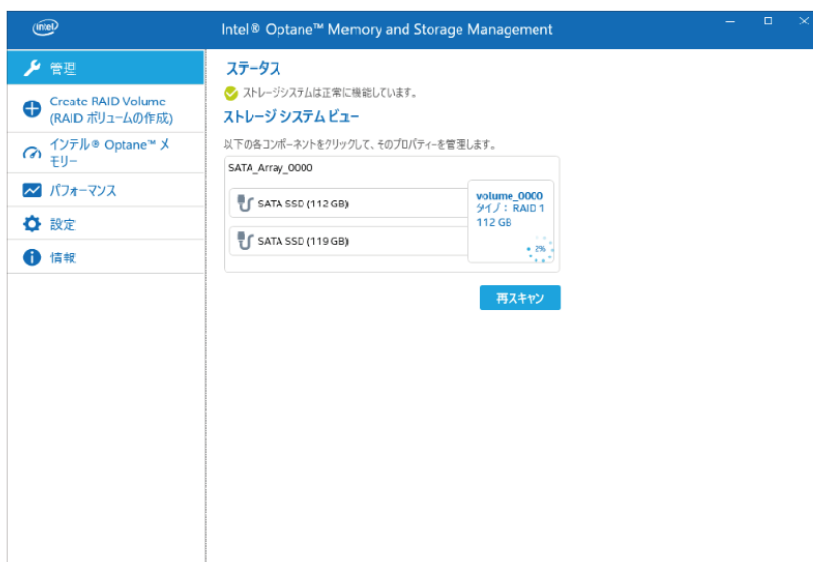 intel
Intel® Optane™ Memory and Storage Management
管理
Create RAID Volume
(RAID ボリュームの作成)
インテル® Optane™ メ
モリー
パフォーマンス
設定
情報
ステータス
ストレージシステムは正常に機能しています。
ストレージ システム ビュー
以下の各コンポーネントをクリックして、そのプロパティーを管理します。
SATA_Array_0000
SATA SSD (112 GB)
SATA SSD (119 GB)
volume_0000
タイプ : RAID 1
112 GB
2%
再スキャン